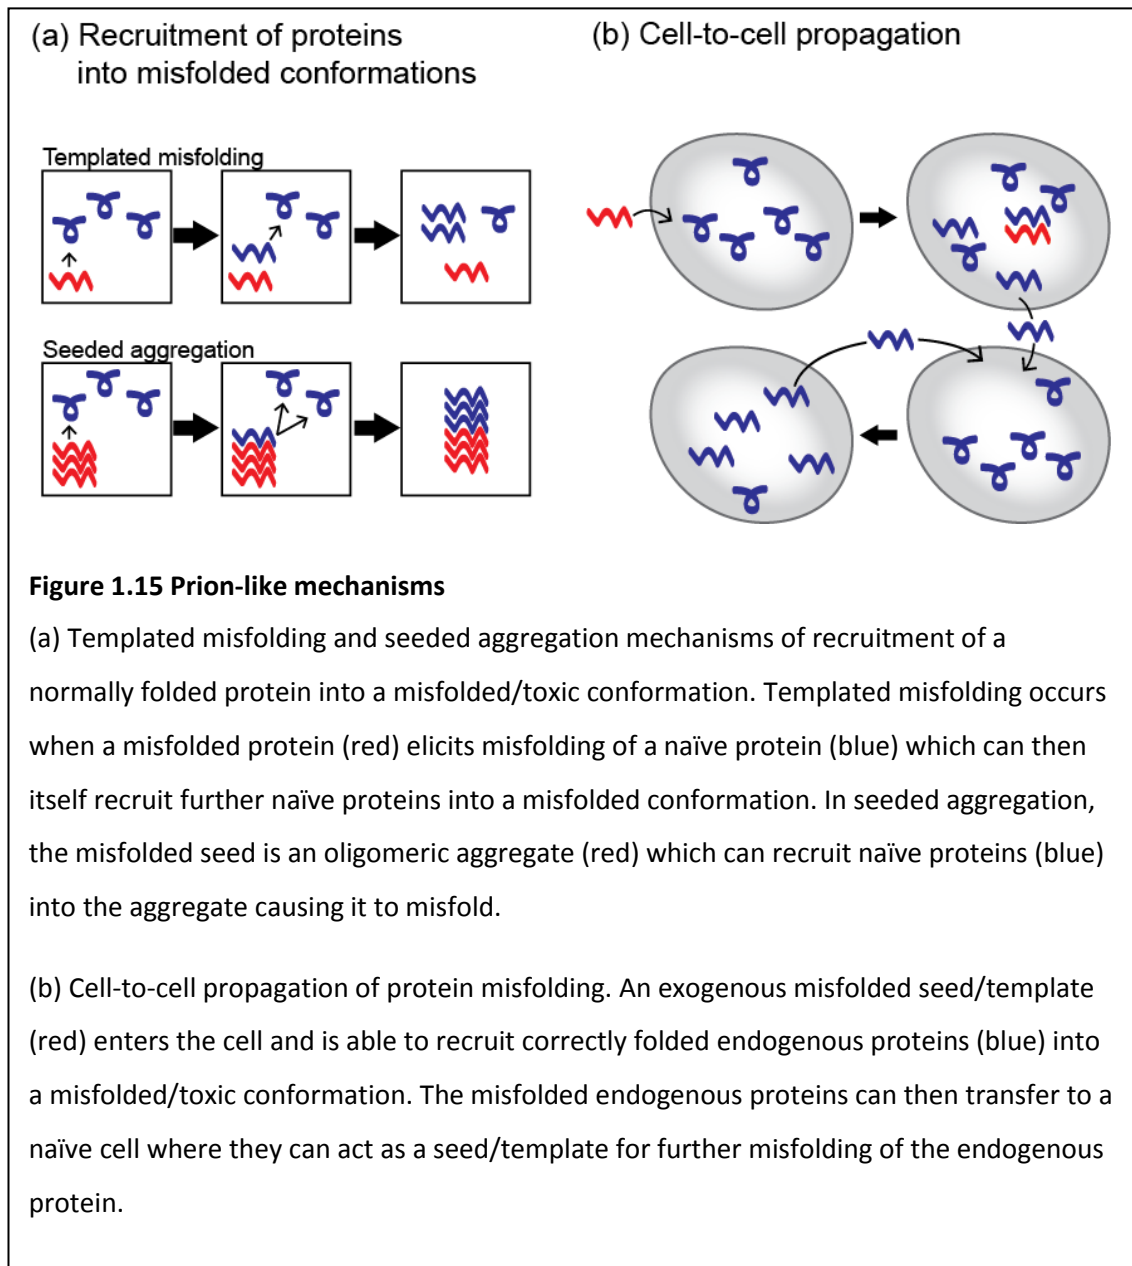 (a) Recruitment of proteins
into misfolded conformations
Templated misfolding
Seeded aggregation
(b) Cell-to-cell propagation
Figure 1.15 Prion-like mechanisms
(a) Templated misfolding and seeded aggregation mechanisms of recruitment of a
normally folded protein into a misfolded/toxic conformation. Templated misfolding occurs
when a misfolded protein (red) elicits misfolding of a naïve protein (blue) which can then
itself recruit further naïve proteins into a misfolded conformation. In seeded aggregation,
the misfolded seed is an oligomeric aggregate (red) which can recruit naïve proteins (blue)
into the aggregate causing it to misfold.
(b) Cell-to-cell propagation of protein misfolding. An exogenous misfolded seed/template
(red) enters the cell and is able to recruit correctly folded endogenous proteins (blue) into
a misfolded/toxic conformation. The misfolded endogenous proteins can then transfer to a
naïve cell where they can act as a seed/template for further misfolding of the endogenous
protein.